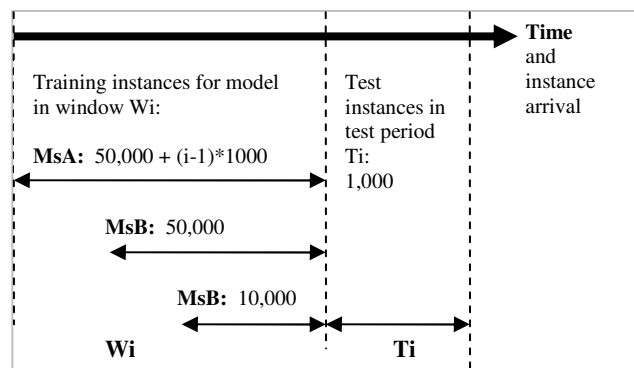 Time
and
instance
arrival
Training instances for model
in window Wi:
MsA: 50,000 + (i-1)*1000
Test
instances in
test period
Ti:
1,000
MsB: 50,000
MsB: 10,000
Wi
Ti